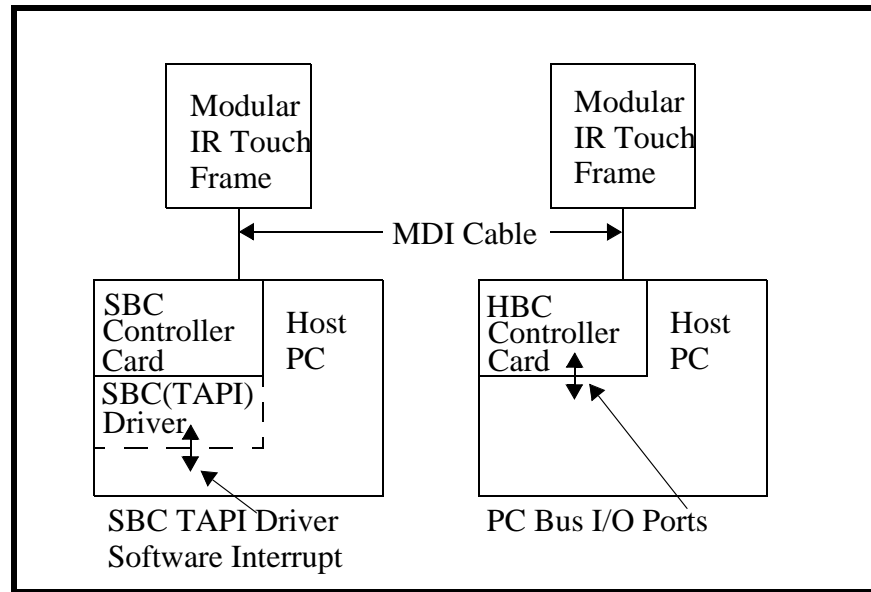 Modular
IR Touch
Frame
Modular
IR Touch
Frame
MDI Cable
SBC
Controller
Card
Host
PC
SBC(TAPI)
Driver
HBC
Controller
Card
Host
PC
SBC TAPI Driver
Software Interrupt
PC Bus I/O Ports